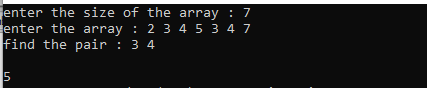 enter the size of the array : 7
enter the array : 2 3 4 5 3 4 7
find the pair : 3 4
5